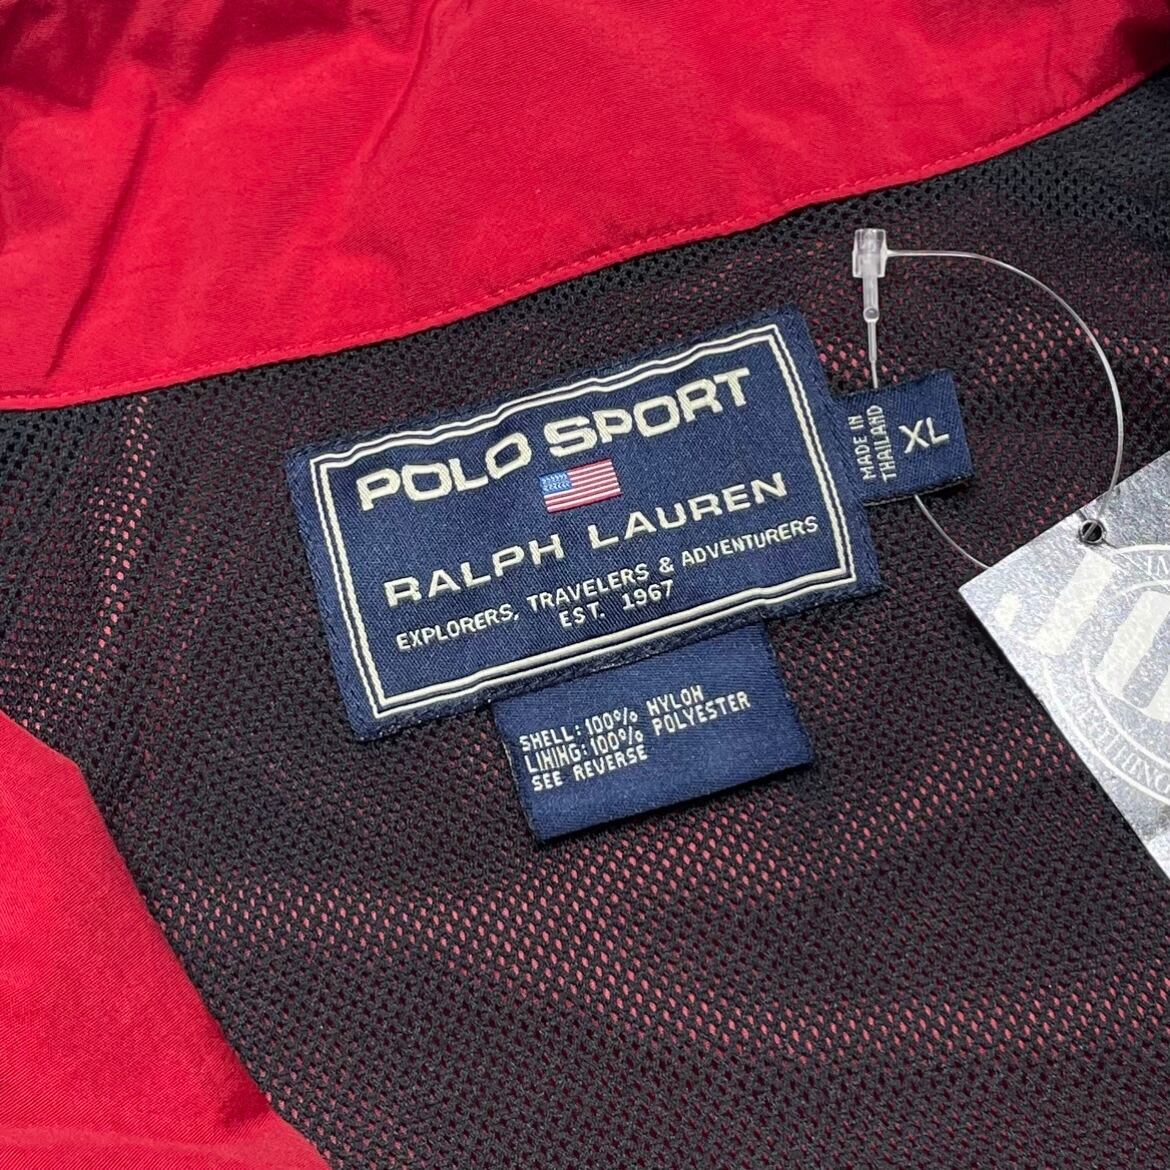 POLO SPORT
RALPH LAUREN
EXPLORERS, TRAVELERS & ADVENTURERS
EST. 1967
MADE IN
THAILAND
XL
SHELL: 100% NYLON
LINING: 100% POLYESTER
SEE REVERSE